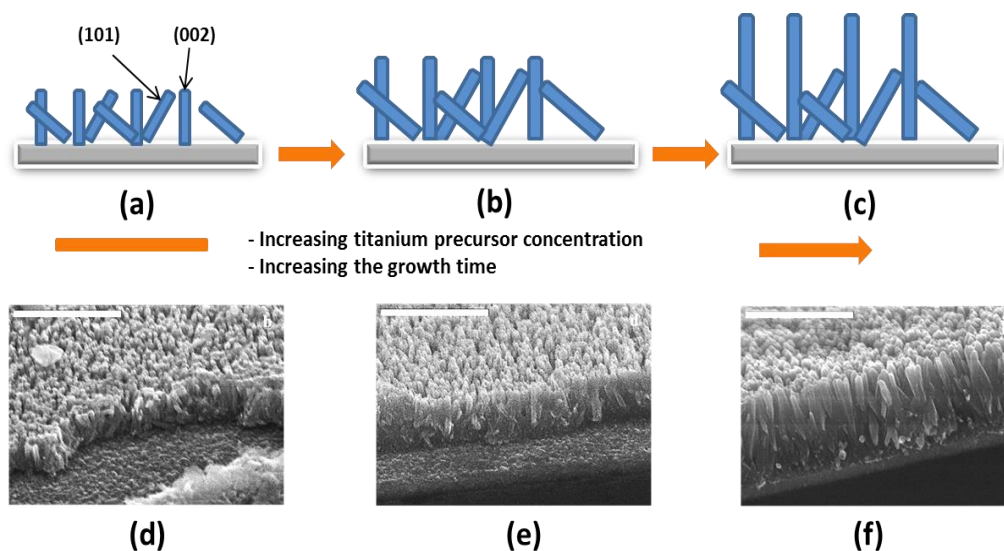 (101)
(002)
(a)
(b)
(c)
- Increasing titanium precursor concentration
- Increasing the growth time
(d)
(e)
(f)